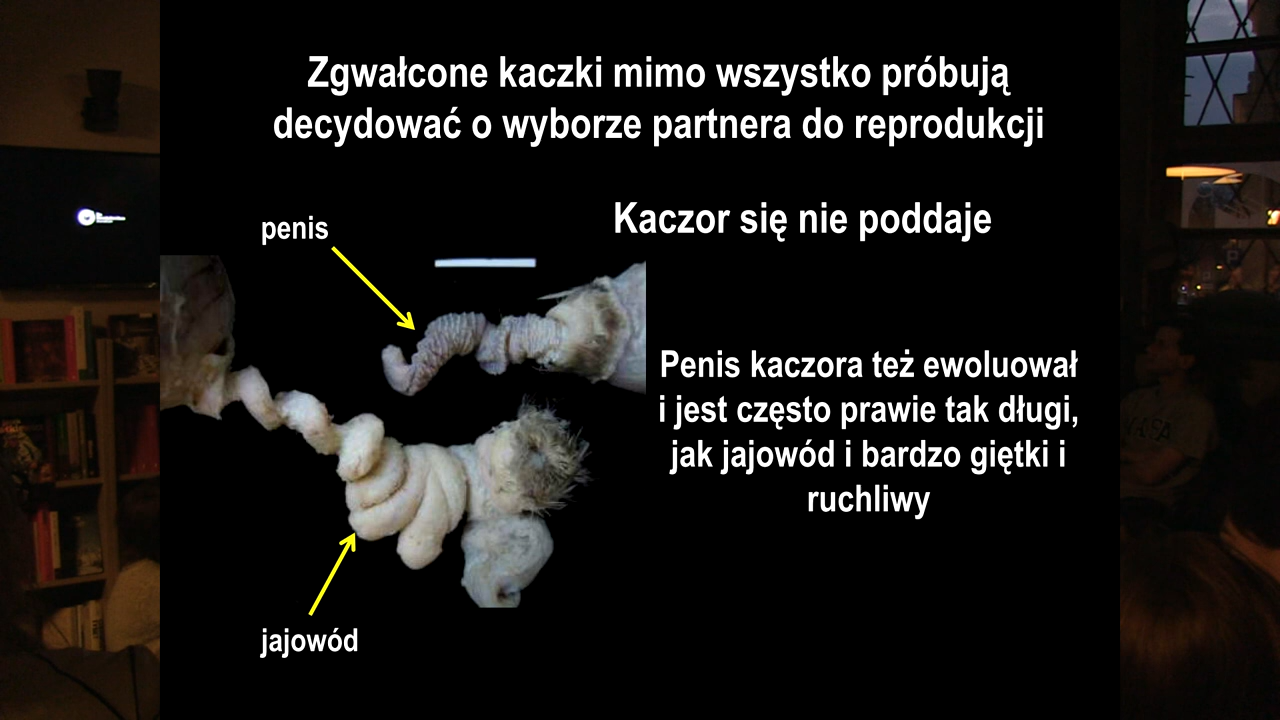 Zgwałcone kaczki mimo wszystko próbują
decydować o wyborze partnera do reprodukcji
Kaczor się nie poddaje
penis
Penis kaczora też ewoluował
i jest często prawie tak długi,
jak jajowód i bardzo giętki i
ruchliwy
jajowód